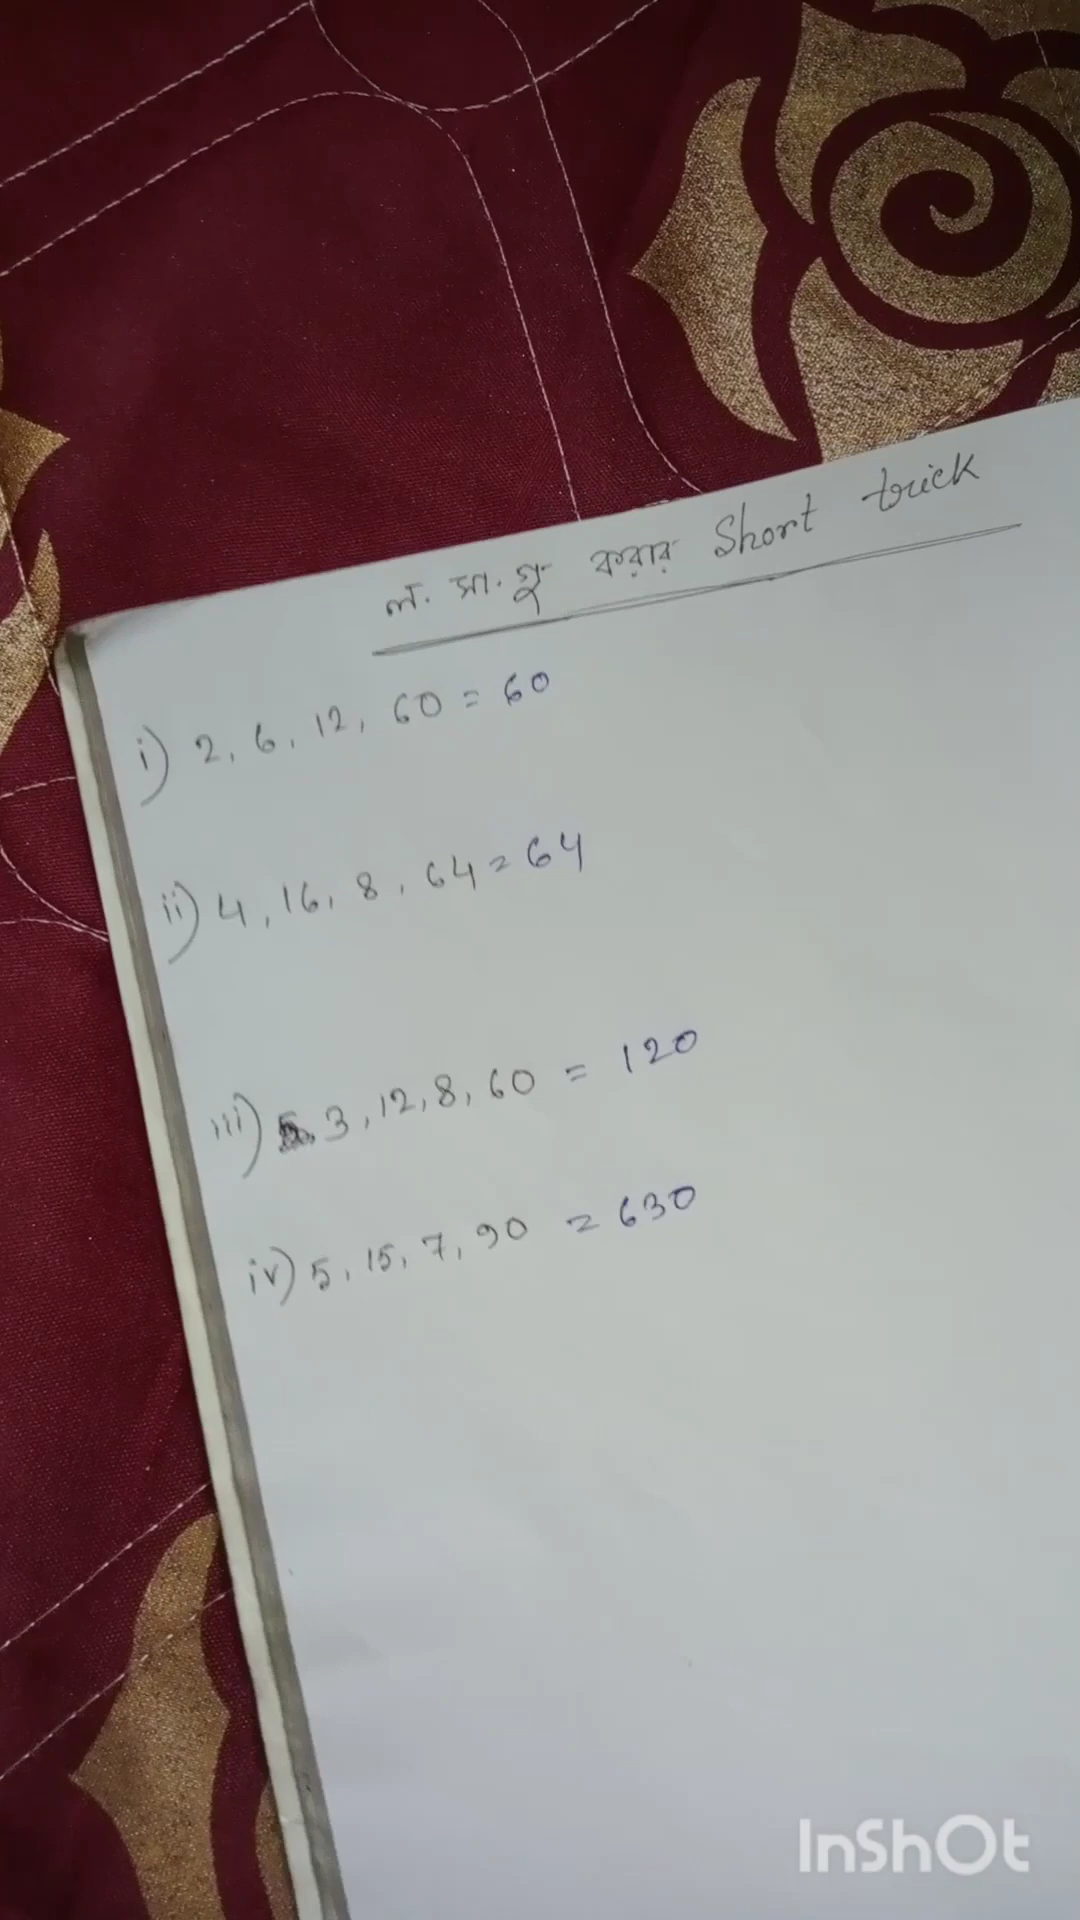 ল. সা. গু করার Short trick
i) 2, 6, 12, 60 = 60
ii) 4, 16, 8, 64 = 64
iii) 3, 12, 8, 60 = 120
iv) 5, 15, 7, 90 = 630
InShOt